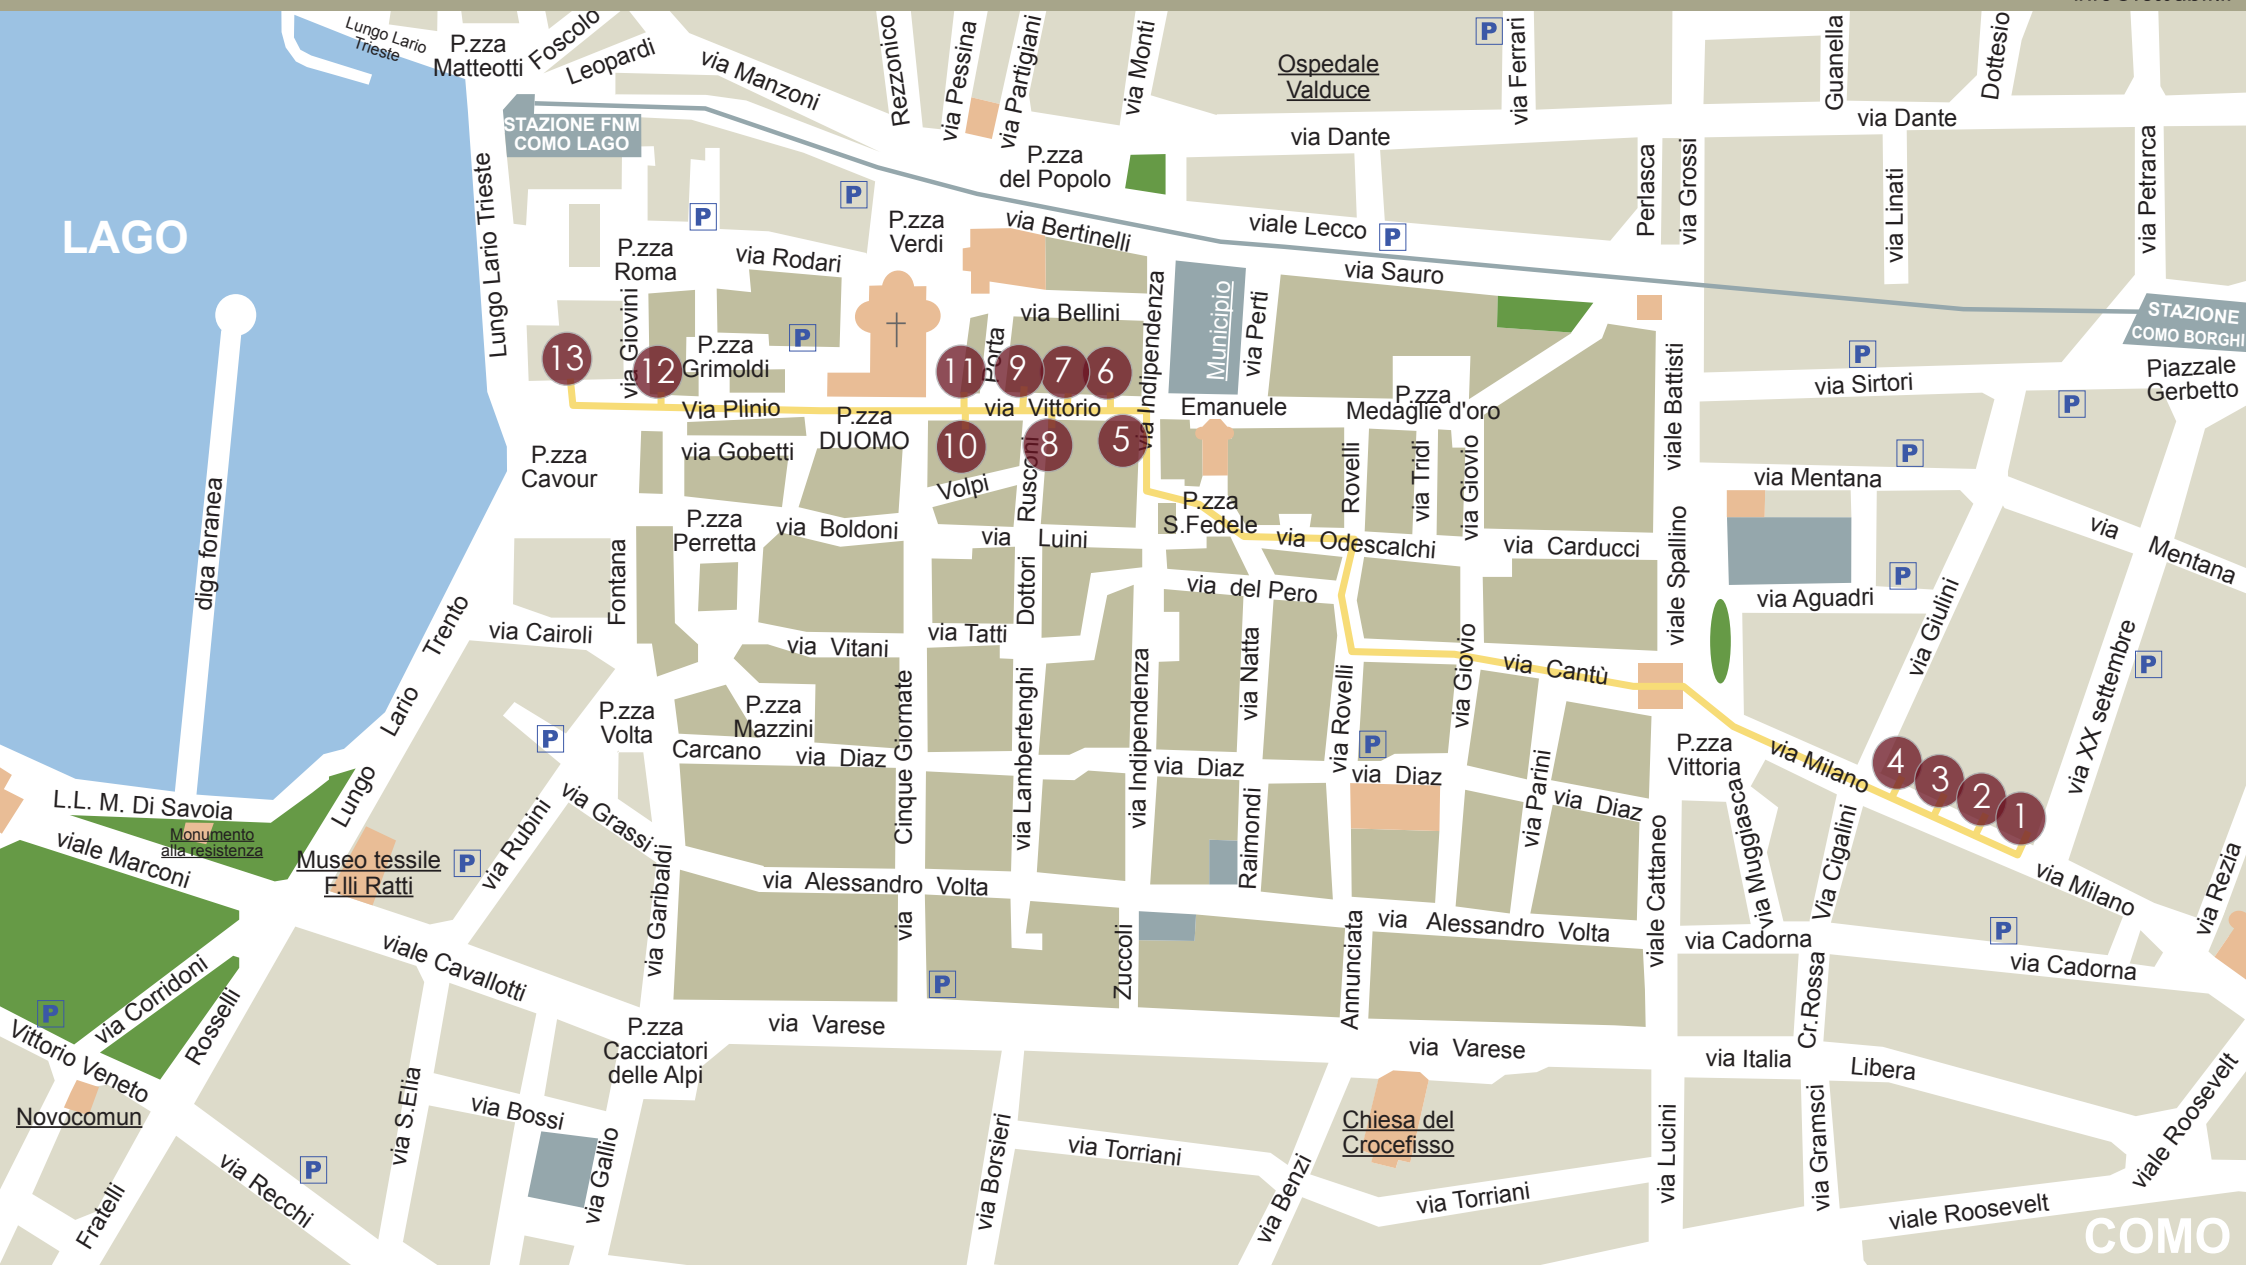 Lungo Lario
Trieste
P.zza
Matteotti
Foscolo
Leopardi
via Manzoni
Rezzonico
via Pessina
via Partigiani
via Monti
Ospedale
Valduce
P
via Ferrari
Guanella
Dottesio
STAZIONE FNM
COMO LAGO
P.zza
del Popolo
via Dante
via Dante
Perlasca
via Grossi
via Linati
via Petrarca
LAGO
Lungo Lario Trieste
P
P
P.zza
Verdi
via Bertinelli
viale Lecco
P
P.zza
Roma
via Rodari
via Sauro
via Giovini
via Bellini
via Indipendenza
Municipio
via Perti
STAZIONE
COMO BORGHI
Piazzale
Gerbetto
13
12
P.zza
Grimoldi
P
11
Porta
9
7
6
P.zza
Medaglie d'oro
viale Battisti
P
via Sirtori
P
Via Plinio
P.zza
DUOMO
via
Vittorio
Emanuele
10
8
5
via Gobetti
P.zza
Cavour
Volpi
Rusconi
P.zza
S.Fedele
Rovelli
via Tridi
via Giovio
via Mentana
P
via
Mentana
diga foranea
P.zza
Perretta
via Boldoni
via Luini
via Odescalchi
via Carducci
viale Spallino
P
via Aguadri
Fontana
Dottori
via del Pero
via Giulini
Trento
via Cairoli
via Vitani
via Tatti
via Natta
via Cantù
via XX settembre
P
Lario
P.zza
Volta
P
P.zza
Mazzini
Carcano
via Diaz
Cinque Giornate
via Lambertenghi
via Indipendenza
via Diaz
via Rovelli
P
via Giovio
via Diaz
via Parini
via Diaz
P.zza
Vittoria
via Milano
4
3
2
1
L.L. M. Di Savoia
Lungo
Monumento
alla resistenza
viale Marconi
Museo tessile
F.lli Ratti
P
via Rubini
via Grassi
via Garibaldi
via Alessandro Volta
Raimondi
viale Cattaneo
via Muggiasca
Via Cigalini
via Milano
via Rezia
via
Zuccoli
Annunciata
via Alessandro Volta
via Cadorna
P
via Cadorna
viale Cavallotti
P
via Corridoni
P
Vittorio Veneto
Rosselli
P.zza
Cacciatori
delle Alpi
via Varese
via Varese
Cr.Rossa
via Italia
Libera
Novocomun
via S.Elia
via Bossi
via Gallio
via Borsieri
via Torriani
via Benzi
Chiesa del
Crocefisso
via Torriani
via Lucini
via Gramsci
viale Roosevelt
viale Roosevelt
P
via Recchi
Fratelli
COMO